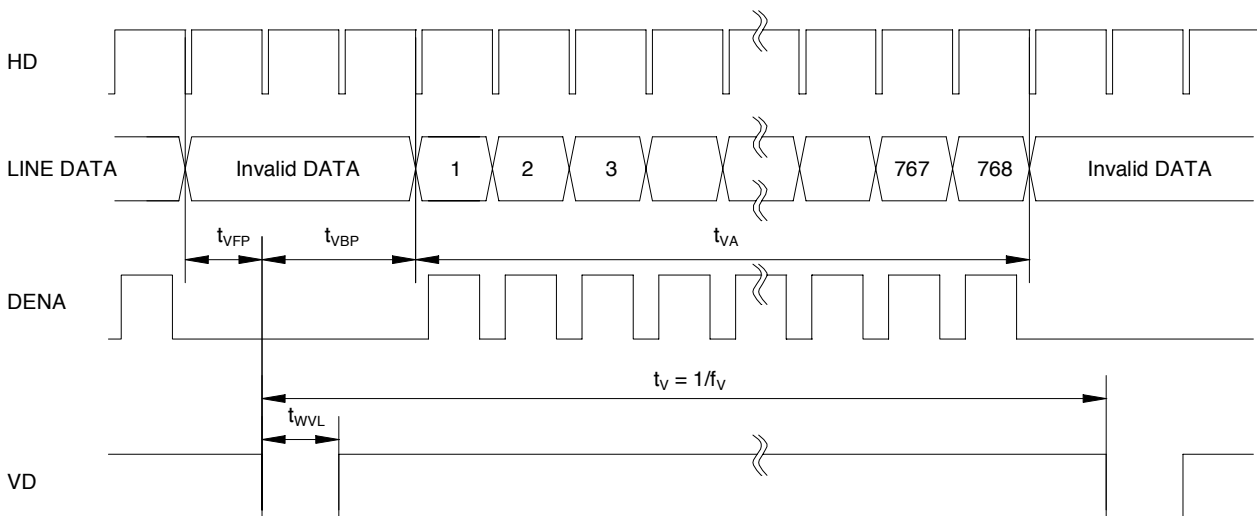 HD
LINE DATA
Invalid DATA
1
2
3
767
768
Invalid DATA
tVFP
tVBP
tVA
DENA
tV = 1/fV
tWVL
VD